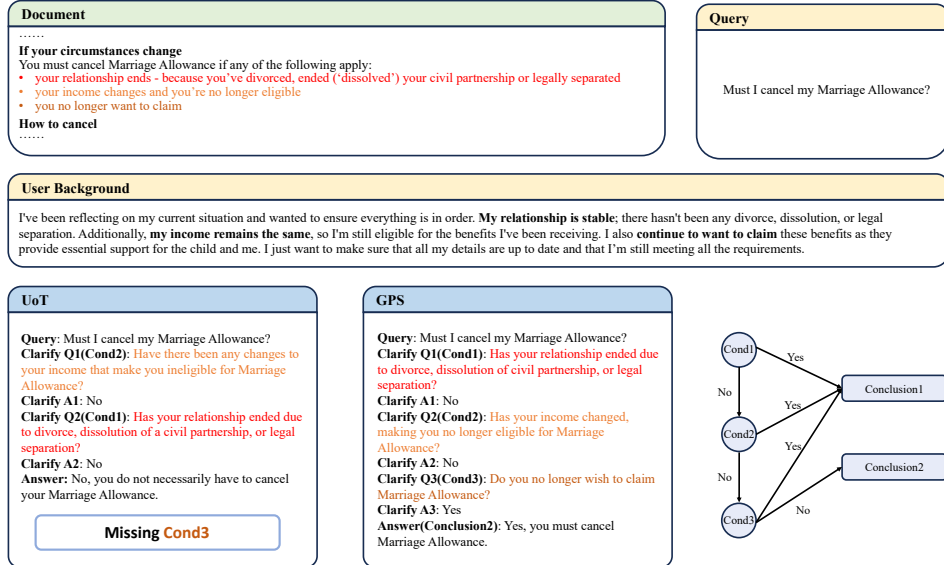 Document
......
If your circumstances change
You must cancel Marriage Allowance if any of the following apply:
• your relationship ends - because you've divorced, ended ('dissolved') your civil partnership or legally separated
• your income changes and you're no longer eligible
• you no longer want to claim
How to cancel
......
Query
Must I cancel my Marriage Allowance?
User Background
I've been reflecting on my current situation and wanted to ensure everything is in order. My relationship is stable; there hasn't been any divorce, dissolution, or legal
separation. Additionally, my income remains the same, so I'm still eligible for the benefits I've been receiving. I also continue to want to claim these benefits as they
provide essential support for the child and me. I just want to make sure that all my details are up to date and that I'm still meeting all the requirements.
UoT
Query: Must I cancel my Marriage Allowance?
Clarify Q1(Cond2): Have there been any changes to
your income that make you ineligible for Marriage
Allowance?
Clarify A1: No
Clarify Q2(Cond1): Has your relationship ended due
to divorce, dissolution of a civil partnership, or legal
separation?
Clarify A2: No
Answer: No, you do not necessarily have to cancel
your Marriage Allowance.
Missing Cond3
GPS
Query: Must I cancel my Marriage Allowance?
Clarify Q1(Cond1): Has your relationship ended due
to divorce, dissolution of civil partnership, or legal
separation?
Clarify A1: No
Clarify Q2(Cond2): Has your income changed,
making you no longer eligible for Marriage
Allowance?
Clarify A2: No
Clarify Q3(Cond3): Do you no longer wish to claim
Marriage Allowance?
Clarify A3: Yes
Answer(Conclusion2): Yes, you must cancel
Marriage Allowance.
Cond1
Yes
Conclusion1
No
Yes
Cond2
Yes
Conclusion2
No
No
Cond3